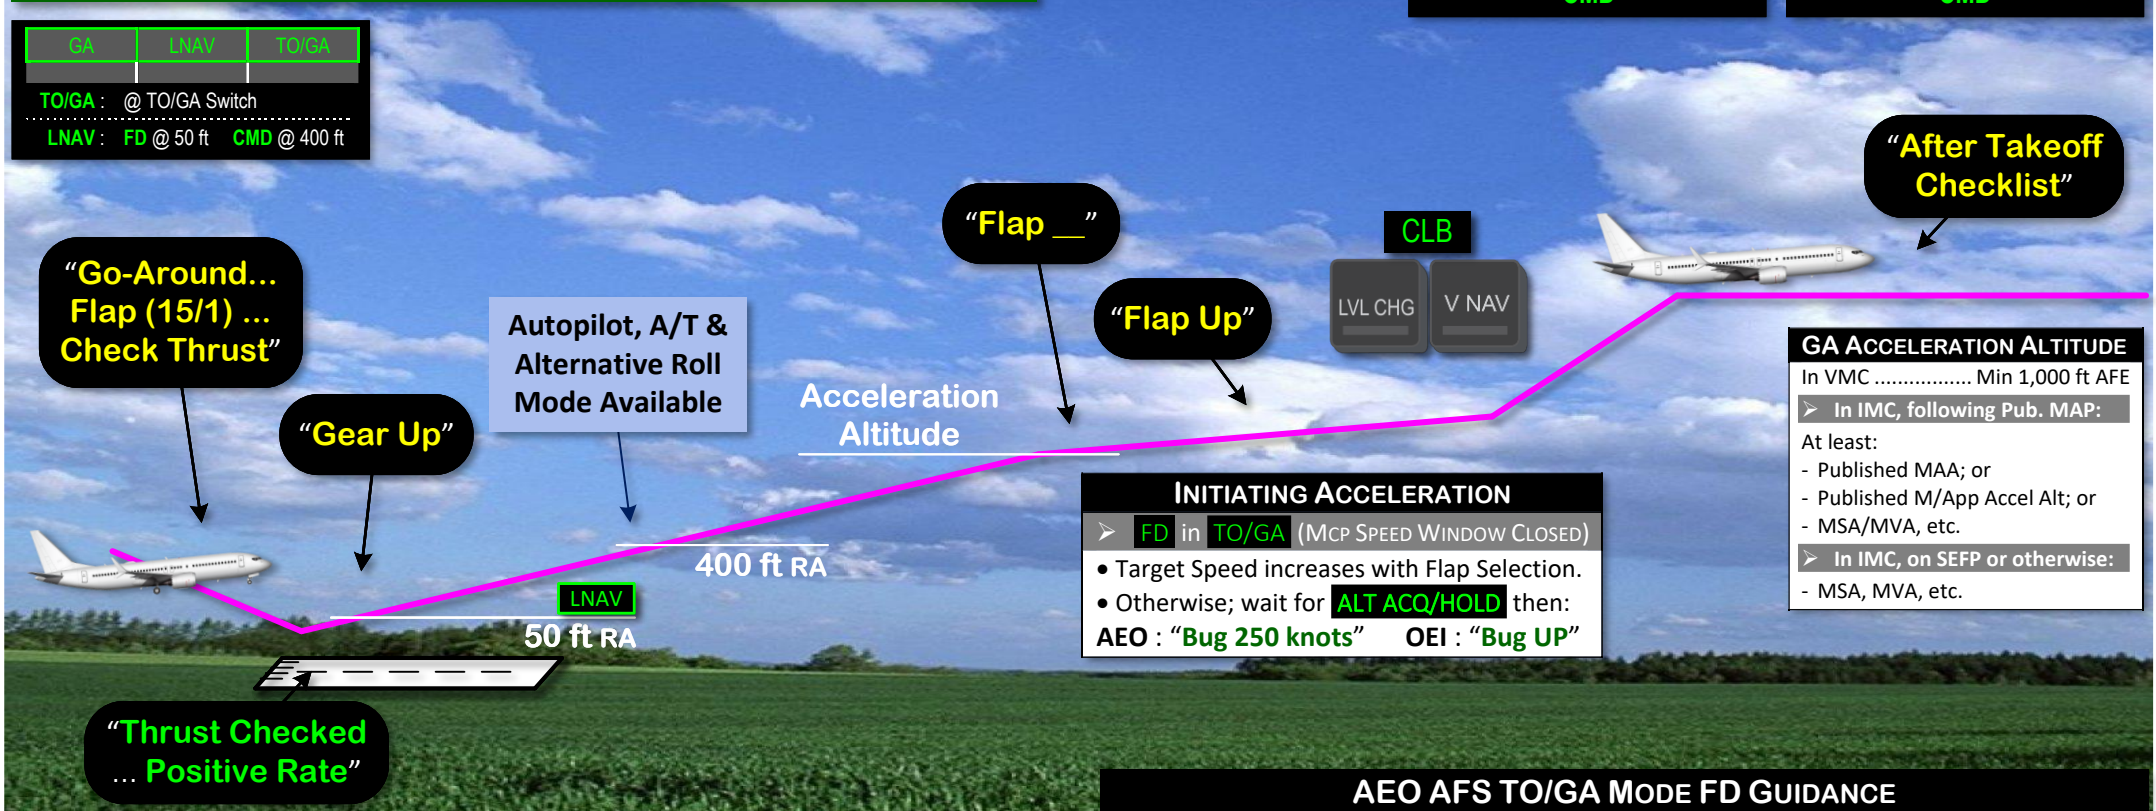 CMD
CMD
GA LNAV TO/GA
TO/GA : @ TO/GA Switch
LNAV : FD @ 50 ft CMD @ 400 ft
“After Takeoff
Checklist”
“Flap __”
CLB
LVL CHG
V NAV
“Go-Around...
Flap (15/1) ...
Check Thrust”
“Flap Up”
Autopilot, A/T &
Alternative Roll
Mode Available
“Gear Up”
Acceleration
Altitude
GA ACCELERATION ALTITUDE
In VMC ................ Min 1,000 ft AFE
➢ In IMC, following Pub. MAP:
At least:
- Published MAA; or
- Published M/App Accel Alt; or
- MSA/MVA, etc.
➢ In IMC, on SEFP or otherwise:
- MSA, MVA, etc.
INITIATING ACCELERATION
➢ FD in TO/GA (MCP SPEED WINDOW CLOSED)
• Target Speed increases with Flap Selection.
• Otherwise; wait for ALT ACQ/HOLD then:
AEO : “Bug 250 knots” OEI : “Bug UP”
400 ft RA
LNAV
50 ft RA
“Thrust Checked
... Positive Rate”
AEO AFS TO/GA MODE FD GUIDANCE